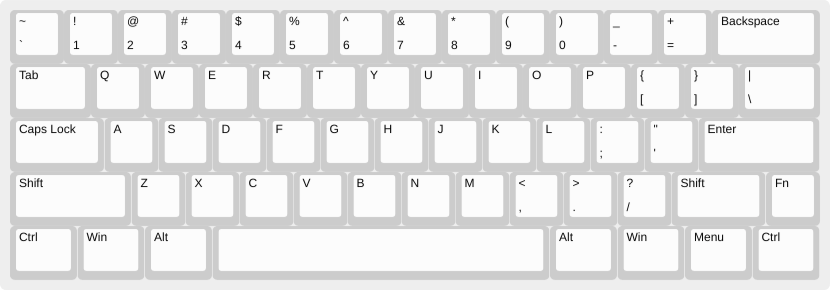 ~ ! @ # $ % ^ & * ( ) _ + Backspace
` 1 2 3 4 5 6 7 8 9 0 - =
Tab Q W E R T Y U I O P { } |
[ ] \
Caps Lock A S D F G H J K L : " Enter
; '
Shift Z X C V B N M < > ? Shift Fn
, . /
Ctrl Win Alt Alt Win Menu Ctrl